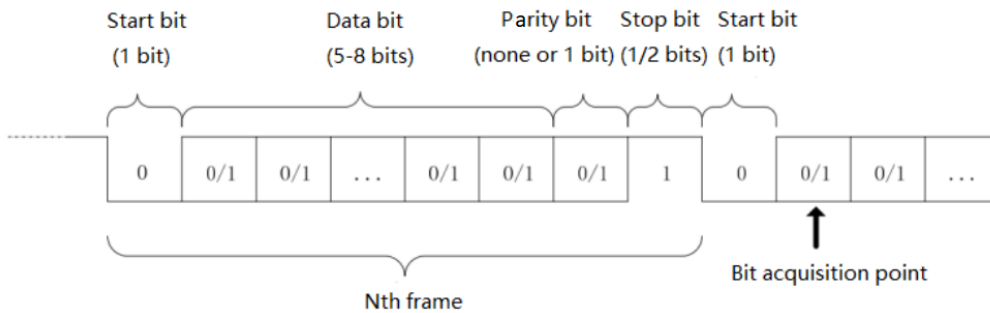 Start bit
(1 bit)
Data bit
(5-8 bits)
Parity bit
(none or 1 bit)
Stop bit
(1/2 bits)
Start bit
(1 bit)
0 0/1 0/1 ... 0/1 0/1 0/1 1 0 0/1 0/1 ...
Nth frame
Bit acquisition point